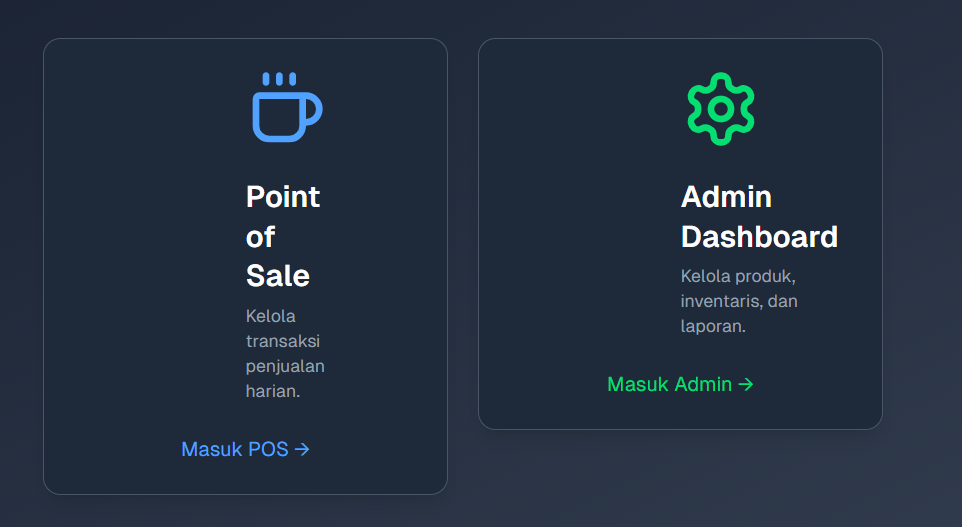 Point
of
Sale
Kelola
transaksi
penjualan
harian.
Masuk POS →
Admin
Dashboard
Kelola produk,
inventaris, dan
laporan.
Masuk Admin →